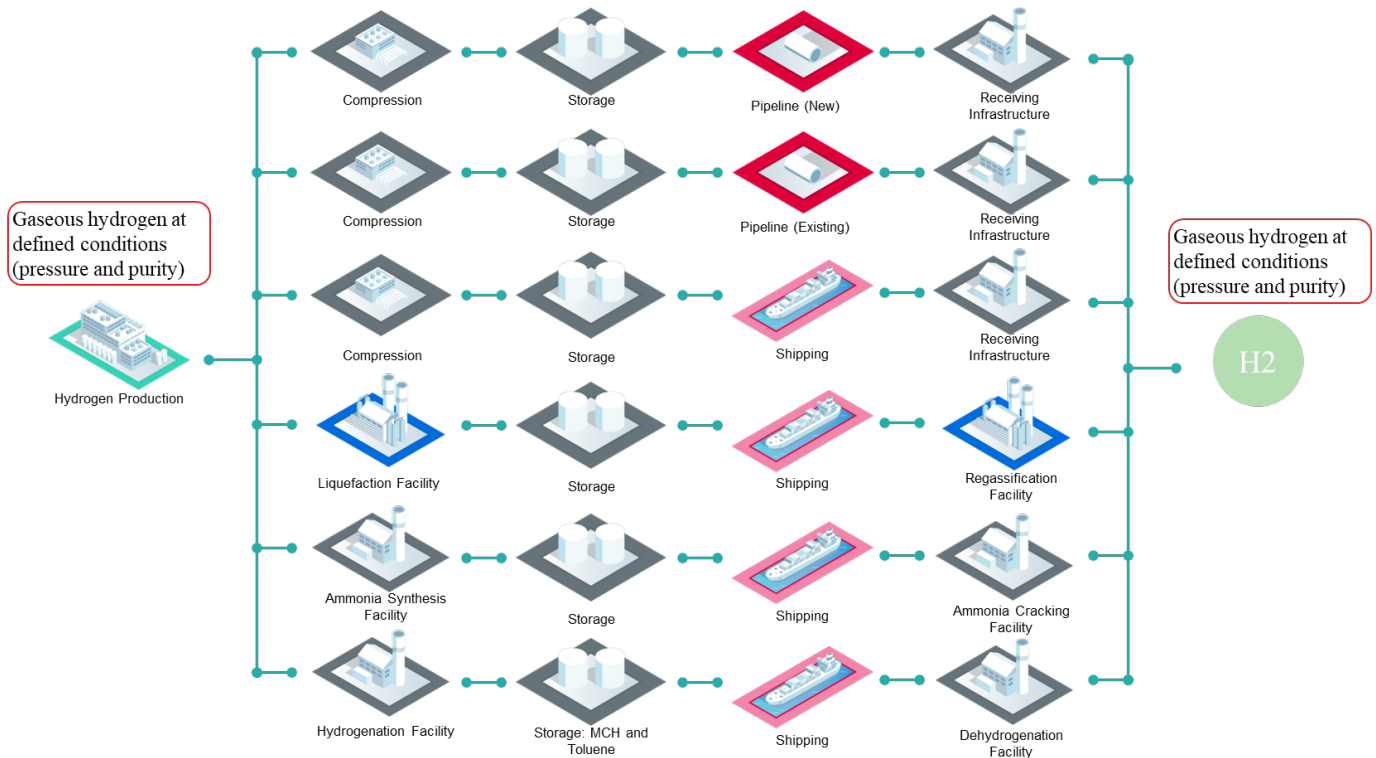 Compression
Storage
Pipeline (New)
Receiving
Infrastructure
Compression
Storage
Pipeline (Existing)
Receiving
Infrastructure
Gaseous hydrogen at
defined conditions
(pressure and purity)
Hydrogen Production
Compression
Storage
Shipping
Receiving
Infrastructure
Gaseous hydrogen at
defined conditions
(pressure and purity)
H2
Liquefaction Facility
Storage
Shipping
Regassification
Facility
Ammonia Synthesis
Facility
Storage
Shipping
Ammonia Cracking
Facility
Hydrogenation Facility
Storage: MCH and
Toluene
Shipping
Dehydrogenation
Facility